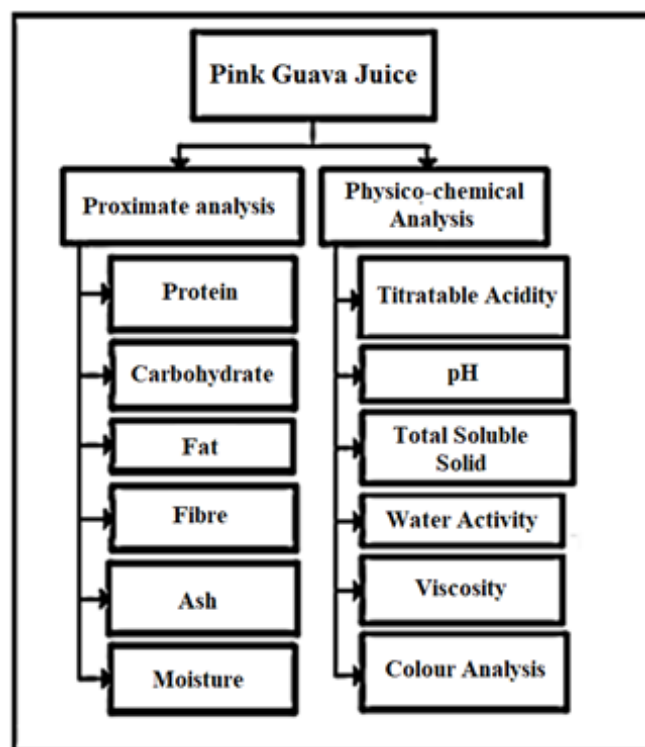 Pink Guava Juice
Proximate analysis
Physico-chemical
Analysis
Protein
Carbohydrate
Fat
Fibre
Ash
Moisture
Titratable Acidity
pH
Total Soluble
Solid
Water Activity
Viscosity
Colour Analysis